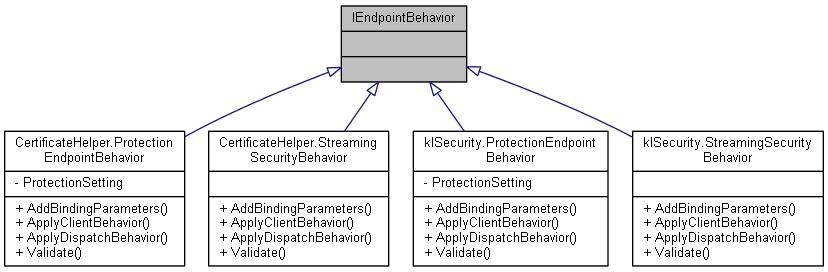 IEndpointBehavior
CertificateHelper.Protection
EndpointBehavior
- ProtectionSetting
+ AddBindingParameters()
+ ApplyClientBehavior()
+ ApplyDispatchBehavior()
+ Validate()
CertificateHelper.Streaming
SecurityBehavior
+ AddBindingParameters()
+ ApplyClientBehavior()
+ ApplyDispatchBehavior()
+ Validate()
klSecurity.ProtectionEndpoint
Behavior
- ProtectionSetting
+ AddBindingParameters()
+ ApplyClientBehavior()
+ ApplyDispatchBehavior()
+ Validate()
klSecurity.StreamingSecurity
Behavior
+ AddBindingParameters()
+ ApplyClientBehavior()
+ ApplyDispatchBehavior()
+ Validate()